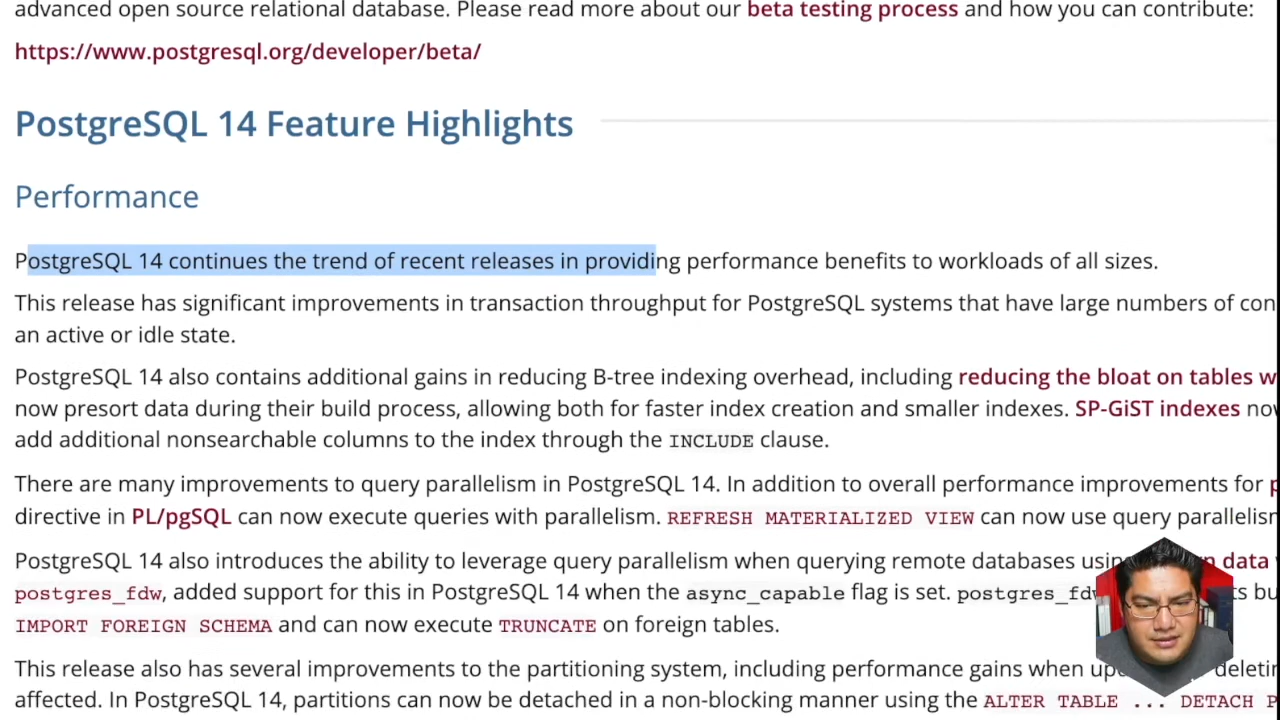 advanced open source relational database. Please read more about our beta testing process and how you can contribute:
https://www.postgresql.org/developer/beta/
PostgreSQL 14 Feature Highlights
Performance
PostgreSQL 14 continues the trend of recent releases in providing performance benefits to workloads of all sizes.
This release has significant improvements in transaction throughput for PostgreSQL systems that have large numbers of con
an active or idle state.
PostgreSQL 14 also contains additional gains in reducing B-tree indexing overhead, including reducing the bloat on tables w
now presort data during their build process, allowing both for faster index creation and smaller indexes. SP-GiST indexes no
add additional nonsearchable columns to the index through the INCLUDE clause.
There are many improvements to query parallelism in PostgreSQL 14. In addition to overall performance improvements for p
directive in PL/pgSQL can now execute queries with parallelism. REFRESH MATERIALIZED VIEW can now use query parallelism
PostgreSQL 14 also introduces the ability to leverage query parallelism when querying remote databases using data
postgres_fdw, added support for this in PostgreSQL 14 when the async_capable flag is set. postgres_fdw bu
IMPORT FOREIGN SCHEMA and can now execute TRUNCATE on foreign tables.
This release also has several improvements to the partitioning system, including performance gains when deleti
affected. In PostgreSQL 14, partitions can now be detached in a non-blocking manner using the ALTER TABLE ... DETACH P